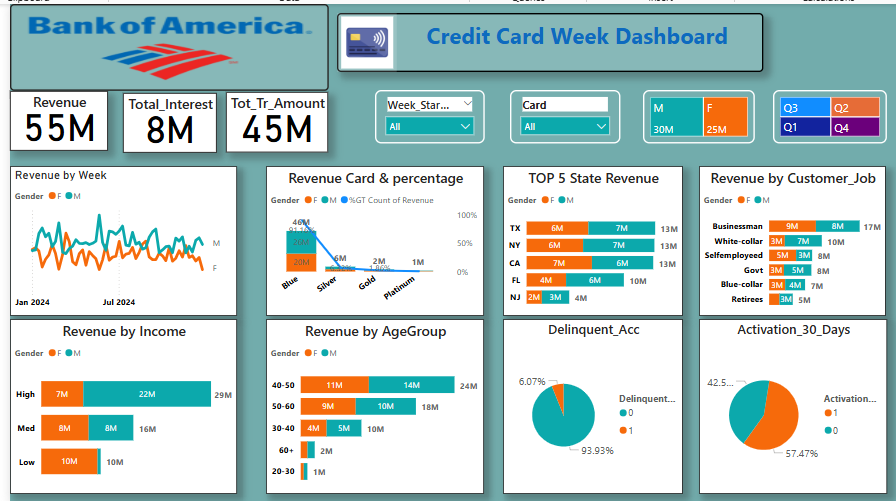 Bank of America.
Credit Card Week Dashboard
Revenue
55M
Total_Interest
8M
Tot_Tr_Amount
45M
Week_Star...
All
Card
All
M
30M
F
25M
Q3
Q2
Q1
Q4
Revenue by Week
Gender F M
M
F
Jan 2024 Jul 2024
Revenue Card & percentage
Gender F M %GT Count of Revenue
46M
26M
20M
6M
2M
1M
100%
50%
0%
Blue
Silver
Gold
Platinum
TOP 5 State Revenue
Gender F M
TX 6M 7M 13M
NY 6M 7M 13M
CA 7M 6M 13M
FL 4M 6M 10M
NJ 2M 3M 4M
Revenue by Customer_Job
Gender F M
Businessman 9M 8M 17M
White-collar 3M 7M 10M
Selfemployeed 5M 3M 8M
Govt 3M 5M 8M
Blue-collar 3M 4M 7M
Retirees 3M 5M
Revenue by Income
Gender F M
High 7M 22M 29M
Med 8M 8M 16M
Low 10M 10M
Revenue by AgeGroup
Gender F M
40-50 11M 14M 24M
50-60 9M 10M 18M
30-40 4M 5M 10M
60+ 2M
20-30 1M
Delinquent_Acc
6.07%
93.93%
Delinquent...
0
1
Activation_30_Days
42.5...
57.47%
Activation...
1
0